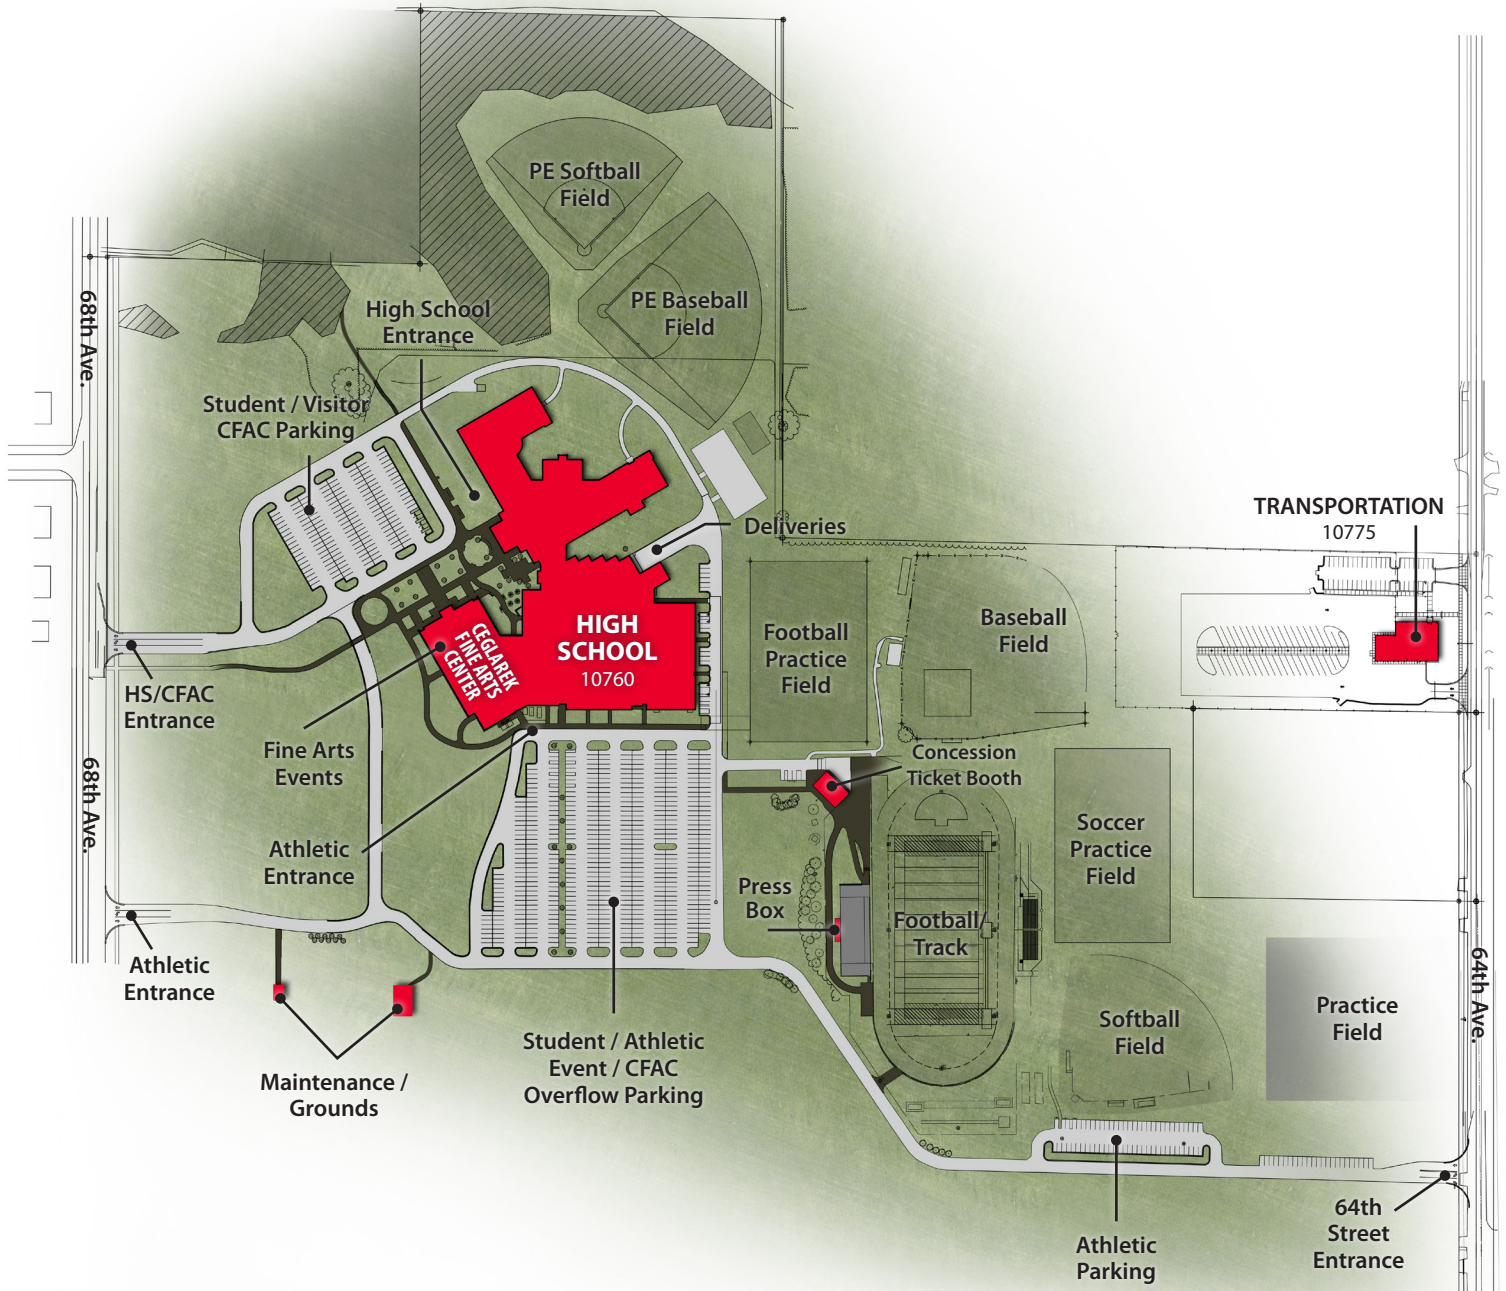 PE Softball
Field
PE Baseball
Field
68th Ave.
High School
Entrance
Student / Visitor
CFAC Parking
Deliveries
TRANSPORTATION
10775
HIGH
SCHOOL
10760
CEGLAREK
FINE ARTS
CENTER
Football
Practice
Field
Baseball
Field
HS/CFAC
Entrance
Fine Arts
Events
Concession
Ticket Booth
68th Ave.
Athletic
Entrance
Soccer
Practice
Field
Press
Box
Football/
Track
Athletic
Entrance
64th Ave.
Practice
Field
Softball
Field
Student / Athletic
Event / CFAC
Overflow Parking
Maintenance /
Grounds
Athletic
Parking
64th
Street
Entrance